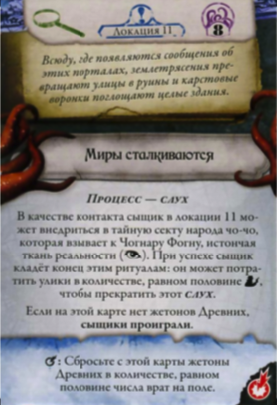 Локация 11
8
Всюду, где появляются сообщения об
этих порталах, землетрясения пре-
вращают улицы в руины и карстовые
воронки поглощают целые здания.
Миры сталкиваются
Процесс — слух
В качестве контакта сыщик в локации 11 мо-
жет внедриться в тайную секту народа чо-чо,
которая взывает к Чогнару Фогну, истончая
ткань реальности ( ). При успехе сыщик
кладёт конец этим ритуалам: он может потра-
тить улики в количестве, равном половине ,
чтобы прекратить этот слух.
Если на этой карте нет жетонов Древних,
сыщики проиграли.
: Сбросьте с этой карты жетоны
Древних в количестве, равном
половине числа врат на поле.